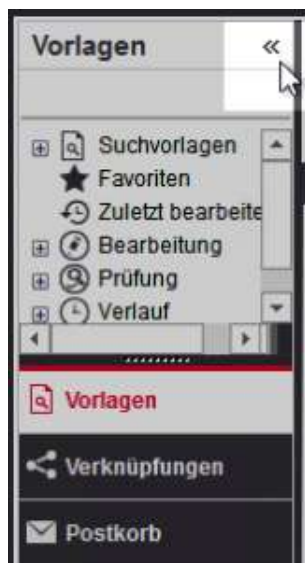 Vorlagen «
Suchvorlagen
Favoriten
Zuletzt bearbeite
Bearbeitung
Prüfung
Verlauf
Vorlagen
Verknüpfungen
Postkorb